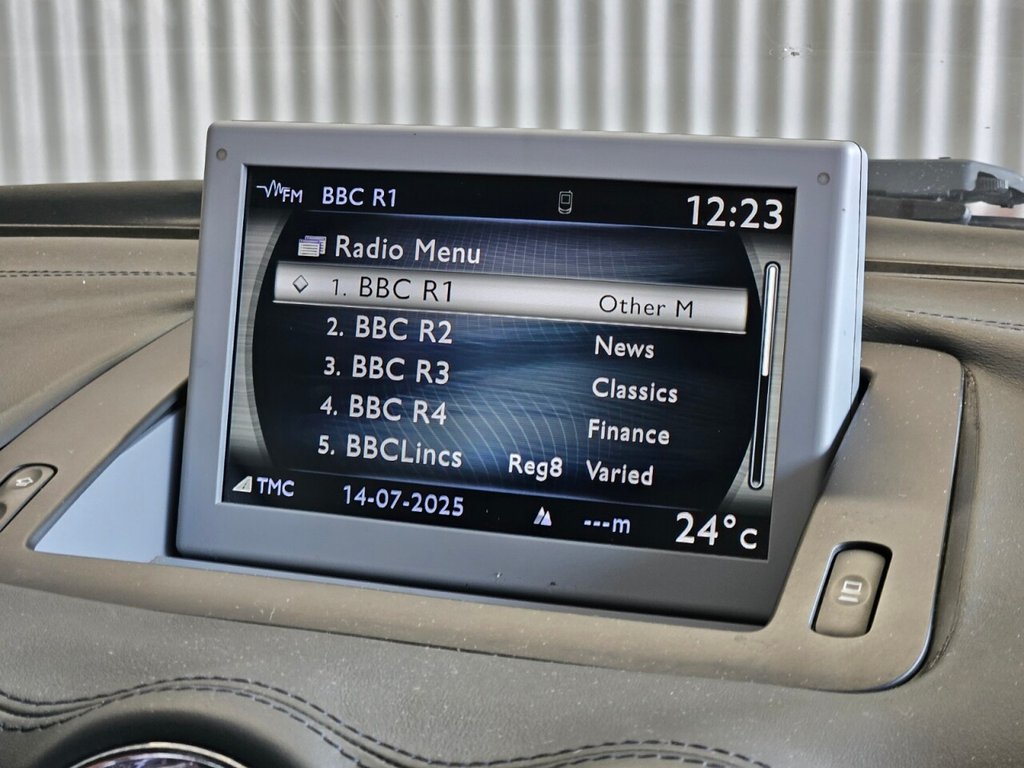 FM BBC R1 12:23
Radio Menu
1. BBC R1 Other M
2. BBC R2 News
3. BBC R3 Classics
4. BBC R4 Finance
5. BBCLincs Reg8 Varied
TMC 14-07-2025 ---m 24°c